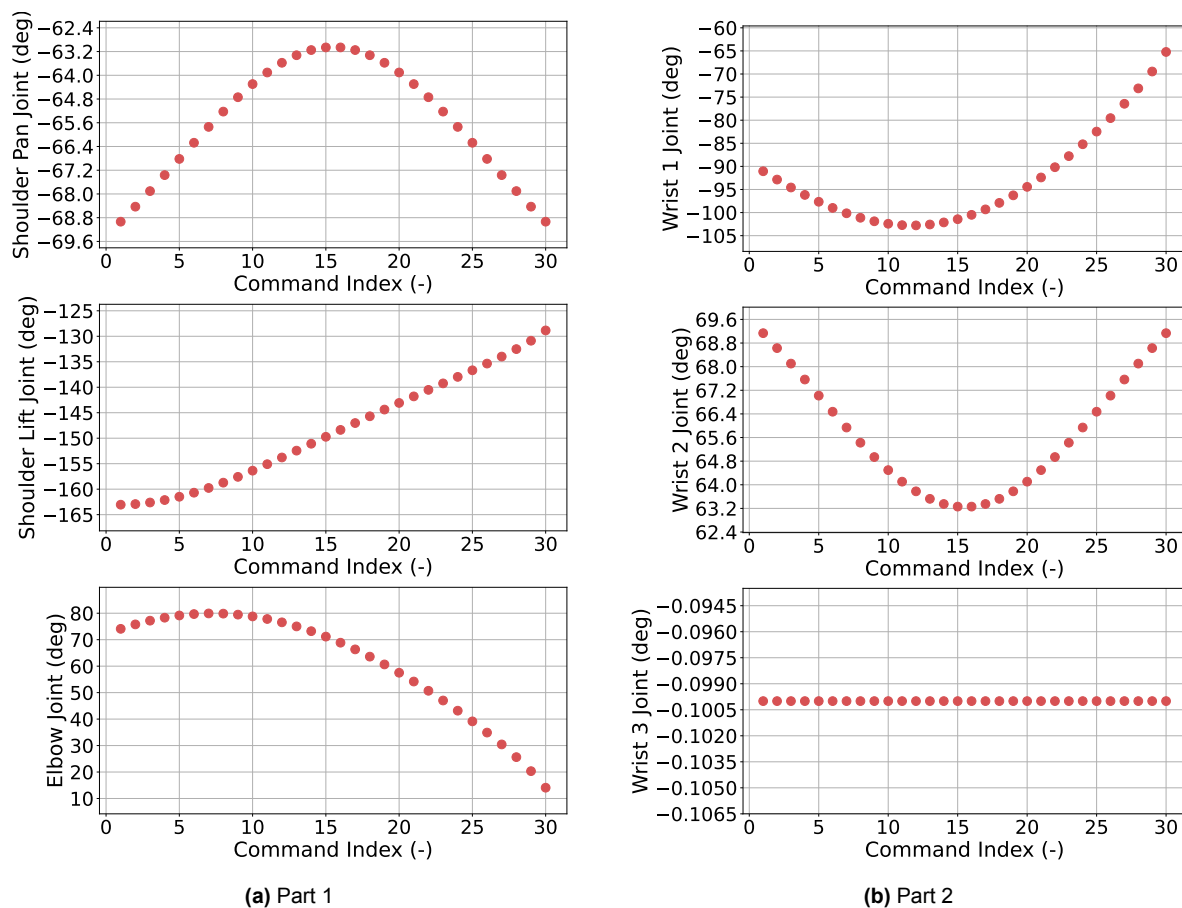 Shoulder Pan Joint (deg)
−62.4
−63.2
−64.0
−64.8
−65.6
−66.4
−67.2
−68.0
−68.8
−69.6
0 5 10 15 20 25 30
Command Index (-)
Shoulder Lift Joint (deg)
−125
−130
−135
−140
−145
−150
−155
−160
−165
0 5 10 15 20 25 30
Command Index (-)
Elbow Joint (deg)
80
70
60
50
40
30
20
10
0 5 10 15 20 25 30
Command Index (-)
(a) Part 1
Wrist 1 Joint (deg)
−60
−65
−70
−75
−80
−85
−90
−95
−100
−105
0 5 10 15 20 25 30
Command Index (-)
Wrist 2 Joint (deg)
69.6
68.8
68.0
67.2
66.4
65.6
64.8
64.0
63.2
62.4
0 5 10 15 20 25 30
Command Index (-)
Wrist 3 Joint (deg)
−0.0945
−0.0960
−0.0975
−0.0990
−0.1005
−0.1020
−0.1035
−0.1050
−0.1065
0 5 10 15 20 25 30
Command Index (-)
(b) Part 2